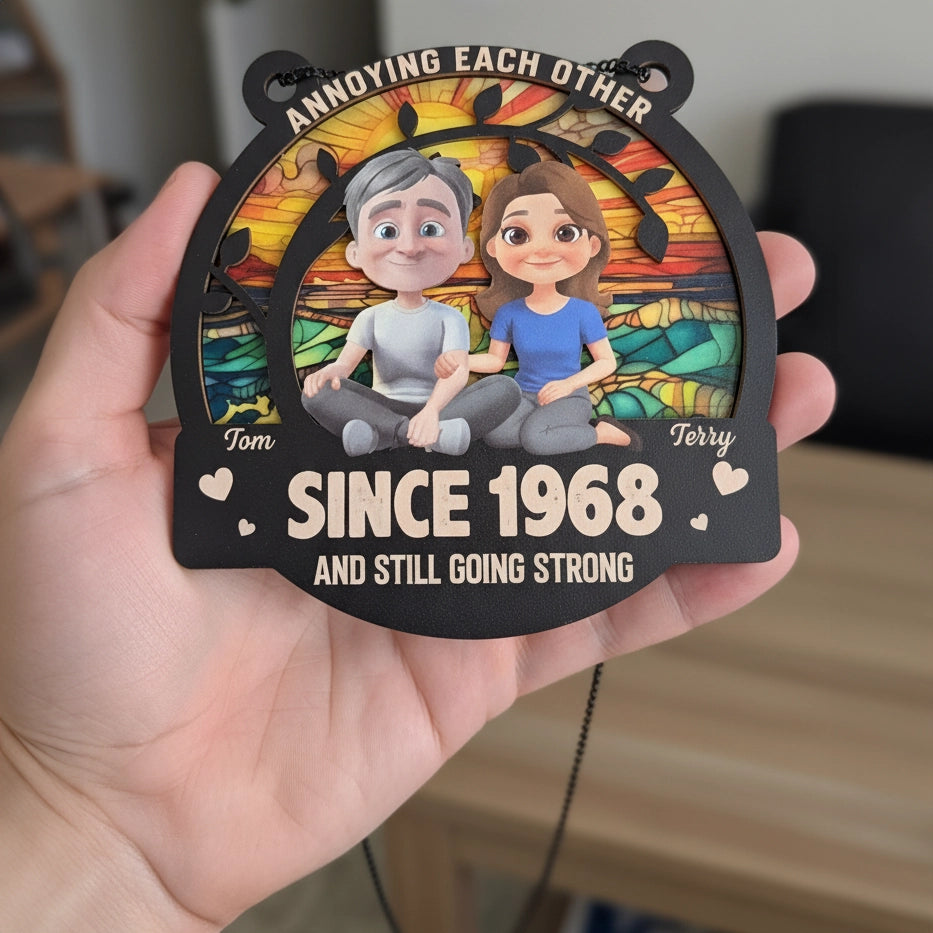 ANNOYING EACH OTHER
Tom
Terry
SINCE 1968
AND STILL GOING STRONG